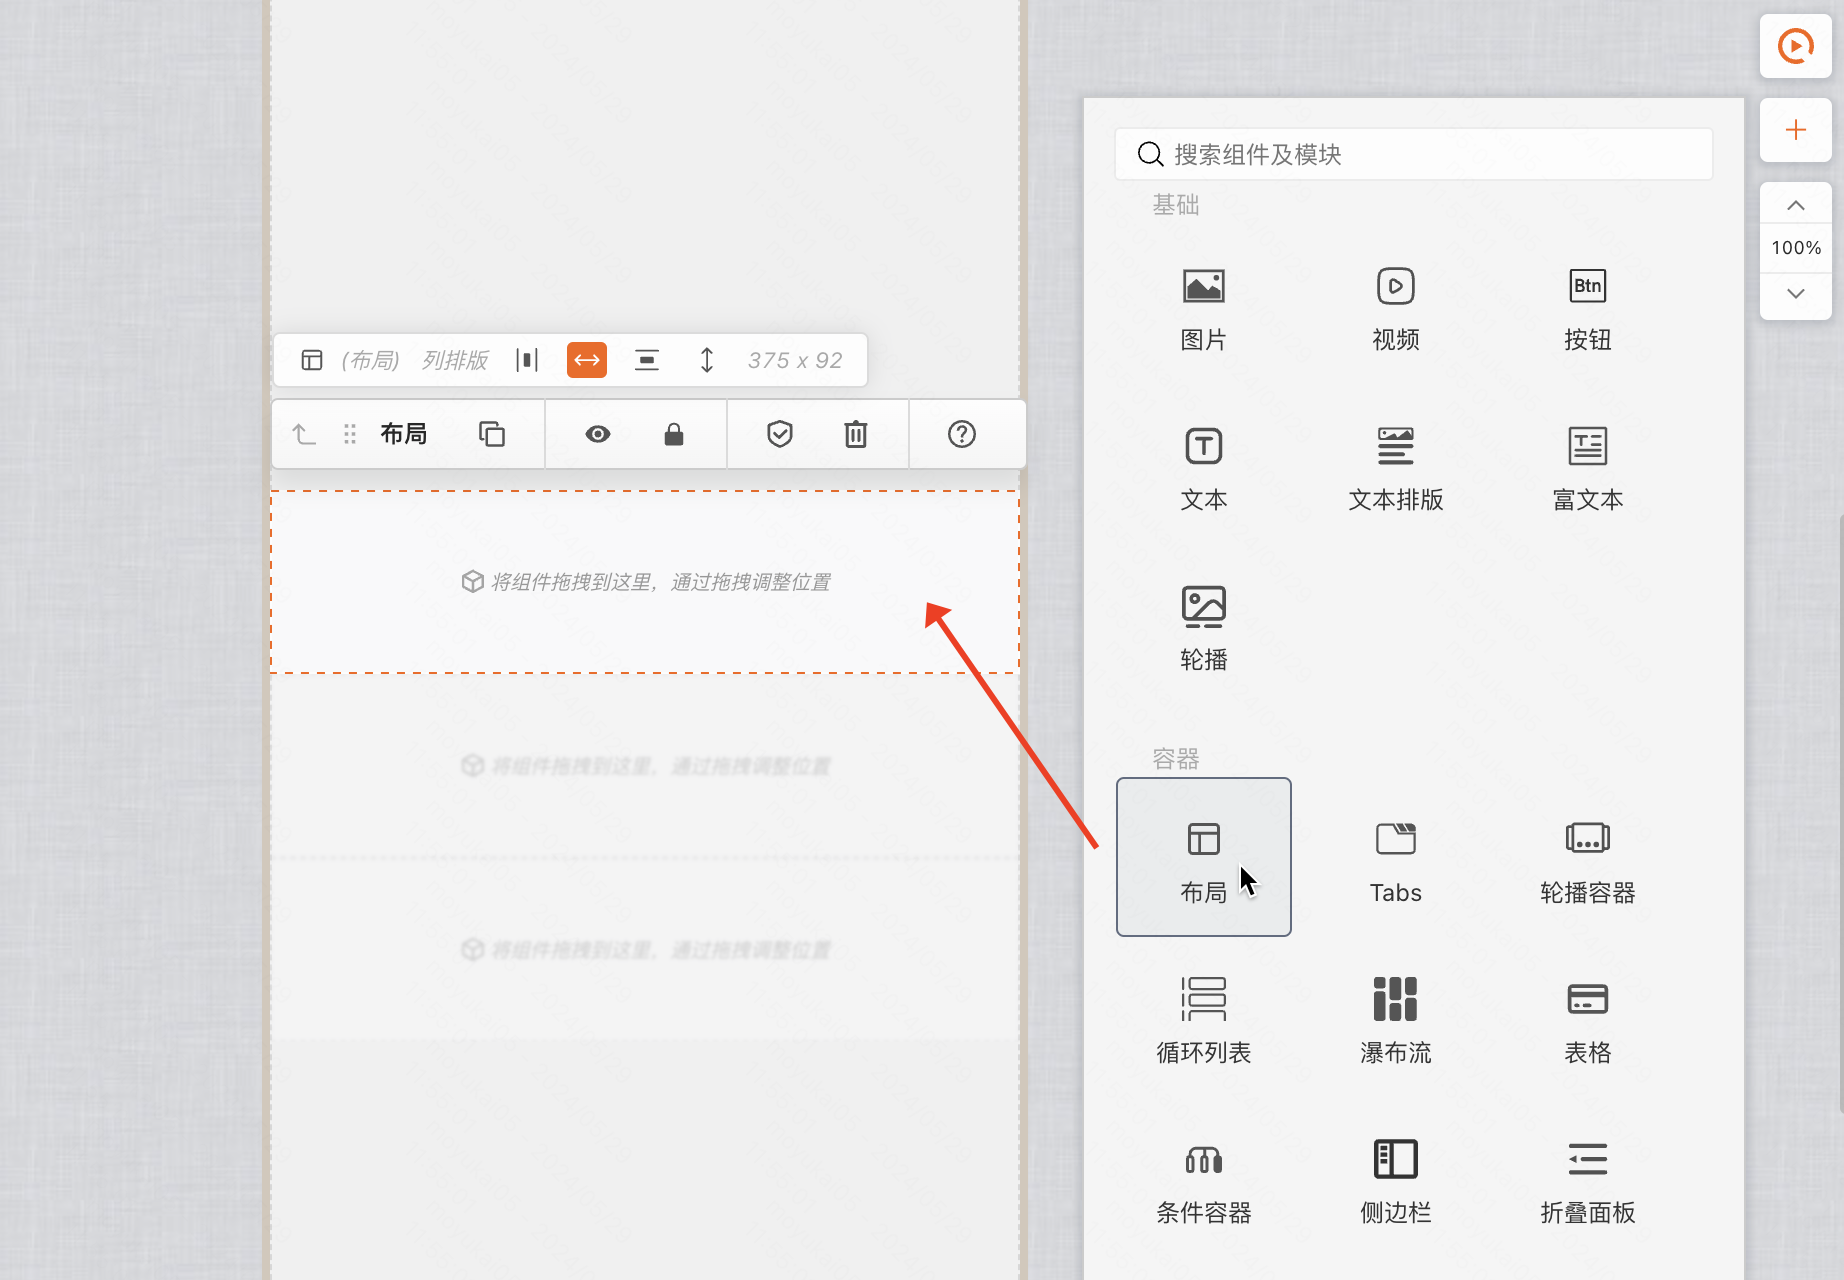 搜索组件及模块
基础
100%
图片
视频
Btn
按钮
(布局) 列排版 375 x 92
布局
文本
文本排版
富文本
将组件拖拽到这里，通过拖拽调整位置
轮播
容器
将组件拖拽到这里，通过拖拽调整位置
布局
Tabs
轮播容器
将组件拖拽到这里，通过拖拽调整位置
循环列表
瀑布流
表格
条件容器
侧边栏
折叠面板